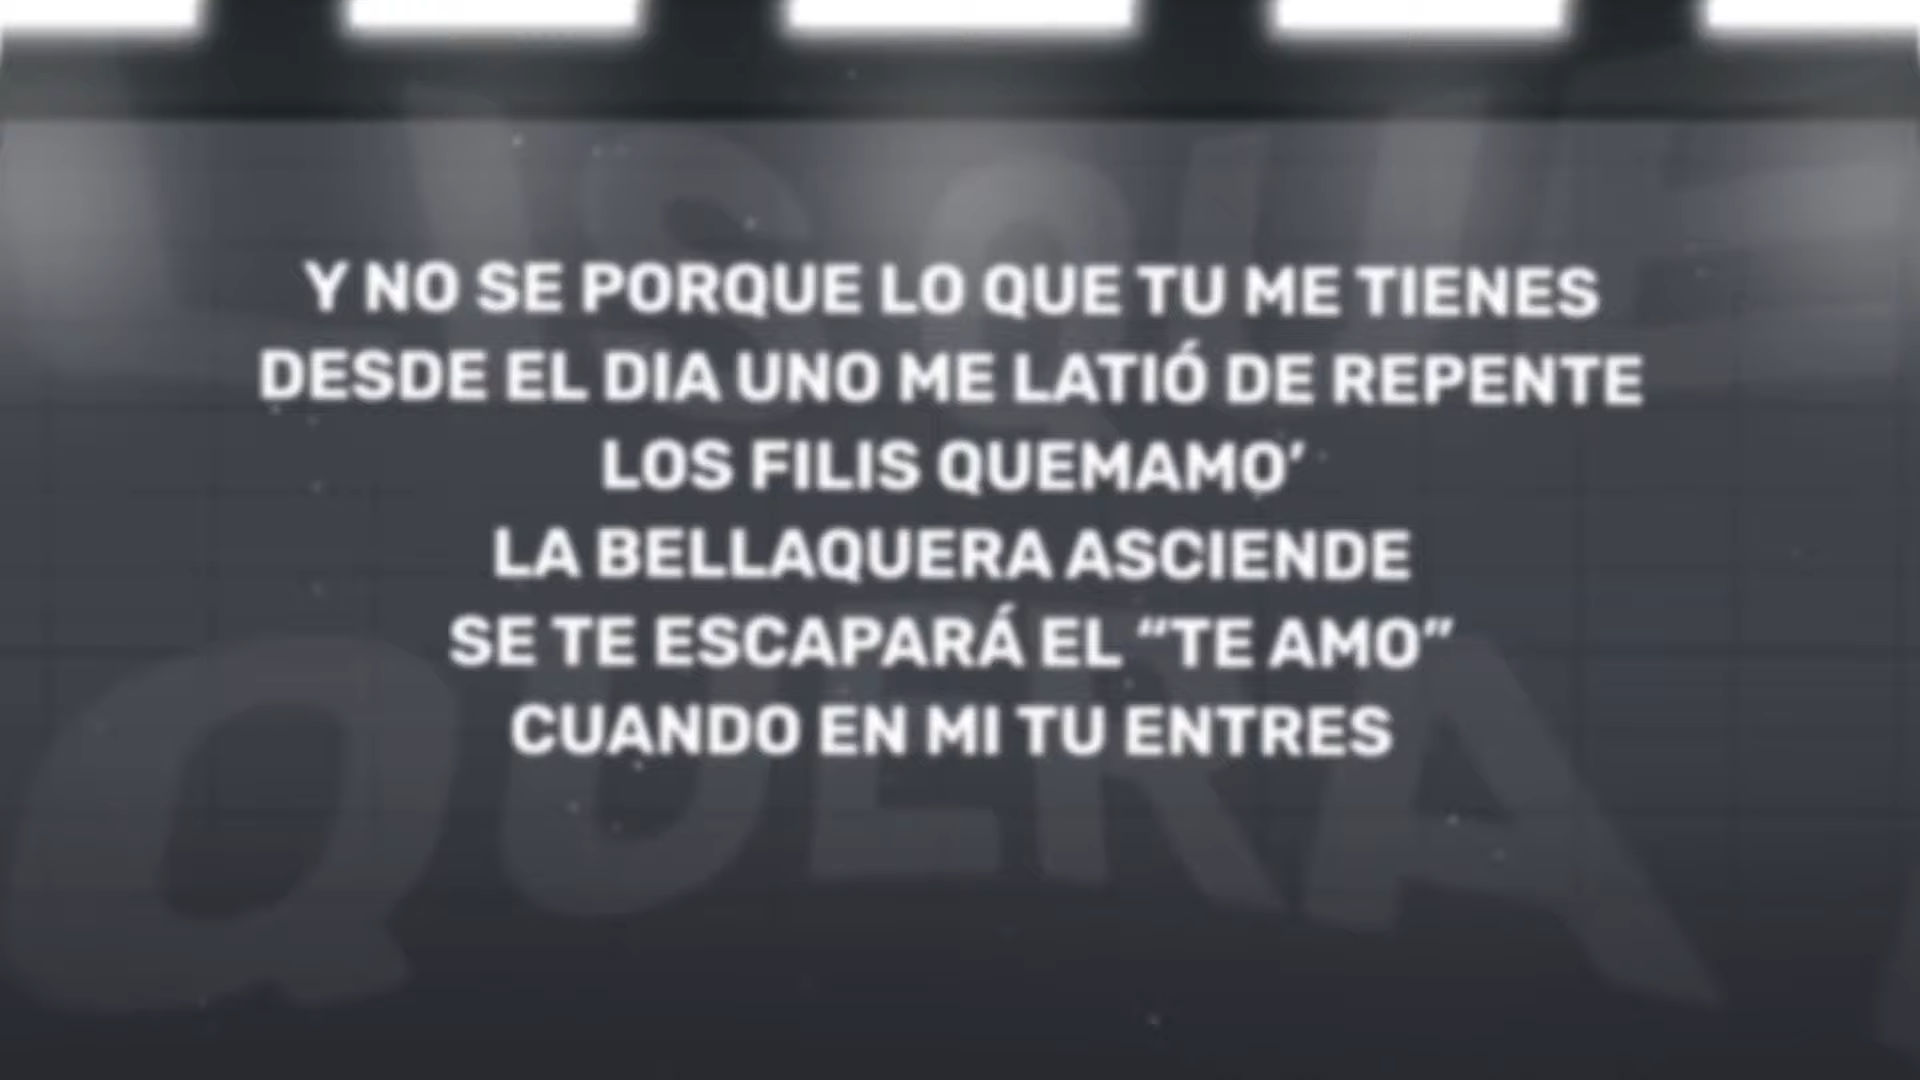 Y NO SE PORQUE LO QUE TU ME TIENES
DESDE EL DIA UNO ME LATIÓ DE REPENTE
LOS FILIS QUEMAMO’
LA BELLAQUERA ASCIENDE
SE TE ESCAPARÁ EL “TE AMO”
CUANDO EN MI TU ENTRES
QUERA